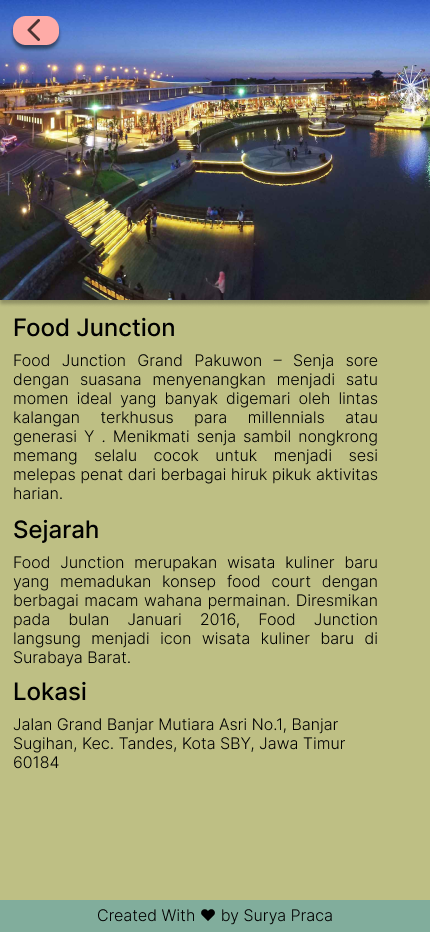 Food Junction
Food Junction Grand Pakuwon – Senja sore
dengan suasana menyenangkan menjadi satu
momen ideal yang banyak digemari oleh lintas
kalangan terkhusus para millennials atau
generasi Y . Menikmati senja sambil nongkrong
memang selalu cocok untuk menjadi sesi
melepas penat dari berbagai hiruk pikuk aktivitas
harian.
Sejarah
Food Junction merupakan wisata kuliner baru
yang memadukan konsep food court dengan
berbagai macam wahana permainan. Diresmikan
pada bulan Januari 2016, Food Junction
langsung menjadi icon wisata kuliner baru di
Surabaya Barat.
Lokasi
Jalan Grand Banjar Mutiara Asri No.1, Banjar
Sugihan, Kec. Tandes, Kota SBY, Jawa Timur
60184
Created With ♥ by Surya Praca